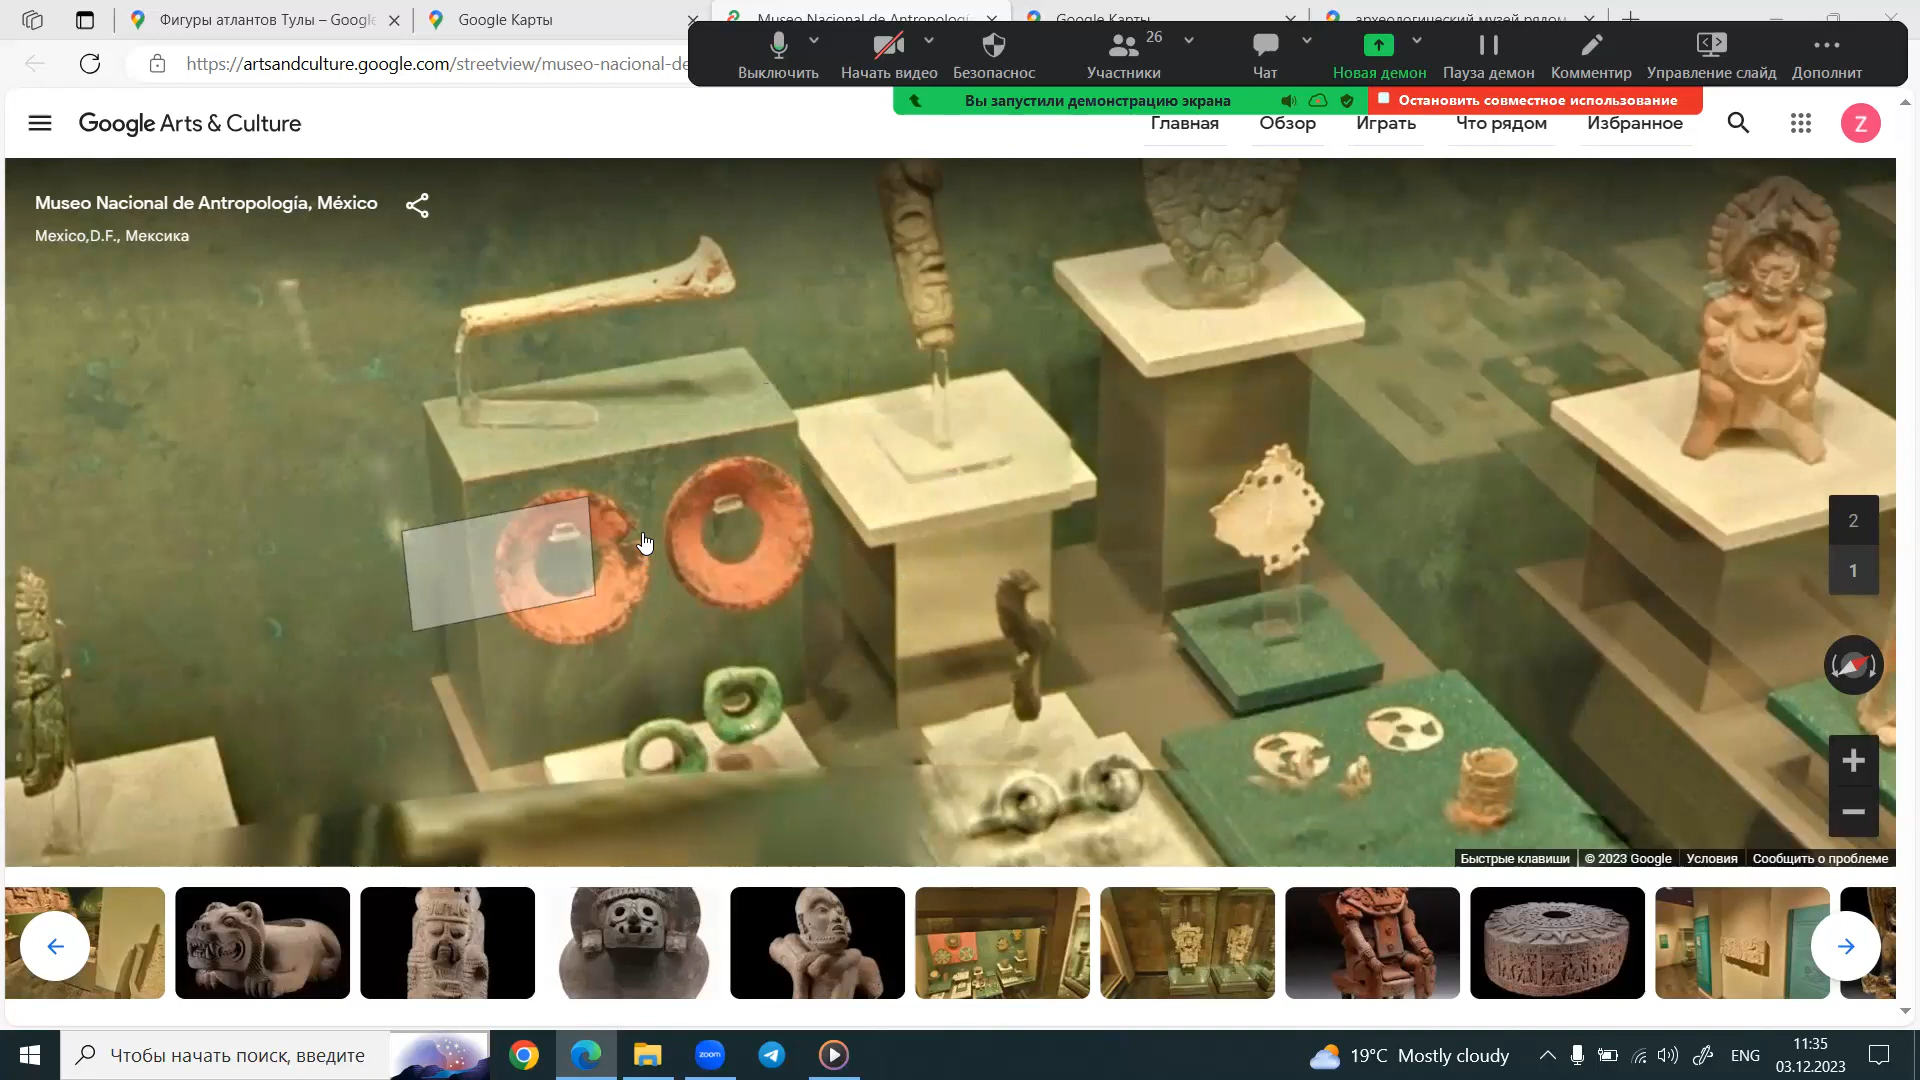 Фигуры атлантов Тулы – Google
Google Карты
Museo Nacional de Antropología
Google Карты
археологический музей рядом
https://artsandculture.google.com/streetview/museo-nacional-de
26
Выключить
Начать видео
Безопаснос
Участники
Чат
Новая демон
Пауза демон
Комментир
Управление слайд
Дополнит
Вы запустили демонстрацию экрана
Остановить совместное использование
Google Arts & Culture
Главная
Обзор
Играть
Что рядом
Избранное
Z
Museo Nacional de Antropología, México
Mexico,D.F., Мексика
2
1
Быстрые клавиши
© 2023 Google
Условия
Сообщить о проблеме
Чтобы начать поиск, введите
zoom
19°C Mostly cloudy
ENG
11:35
03.12.2023